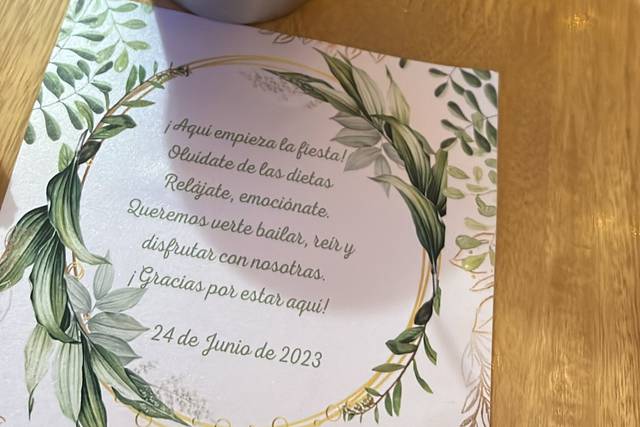 ¡Aquí empieza la fiesta!
Olvídate de las dietas
Relájate, emociónate.
Queremos verte bailar, reír y
disfrutar con nosotras.
¡Gracias por estar aquí!
24 de Junio de 2023